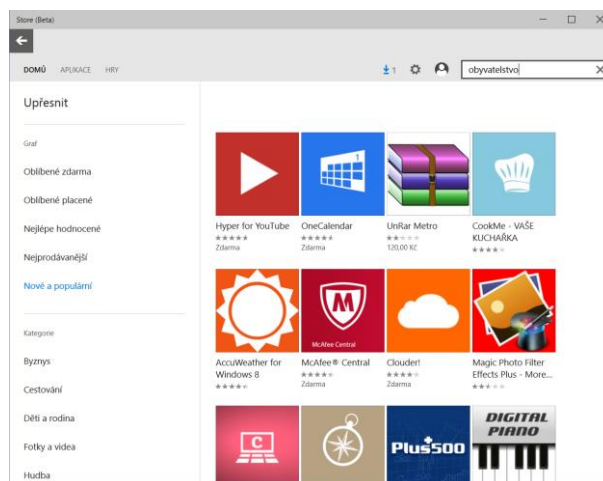 Store (Beta)
DOMŮ APLIKACE HRY
1
obyvatelstvo
Upřesnit
Graf
Oblíbené zdarma
Oblíbené placené
Nejlépe hodnocené
Nejprodávanější
Nové a populární
Kategorie
Byznys
Cestování
Děti a rodina
Fotky a videa
Hudba
1
Hyper for YouTube
Zdarma
OneCalendar
Zdarma
UnRar Metro
120,00 Kč
CookMe - VAŠE
KUCHAŘKA
AccuWeather for
Windows 8
M
McAfee Central
McAfee® Central
Zdarma
Clouder!
Zdarma
Magic Photo Filter
Effects Plus - More...
C
Plus500
DIGITAL
PIANO